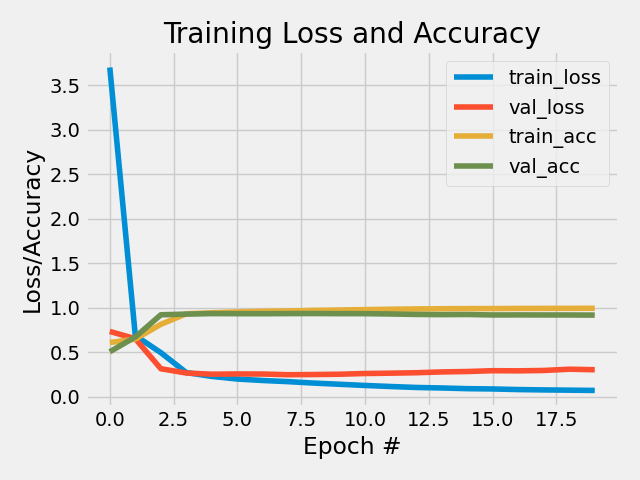 Training Loss and Accuracy
train_loss
val_loss
train_acc
val_acc
Loss/Accuracy
3.5
3.0
2.5
2.0
1.5
1.0
0.5
0.0
0.0 2.5 5.0 7.5 10.0 12.5 15.0 17.5
Epoch #